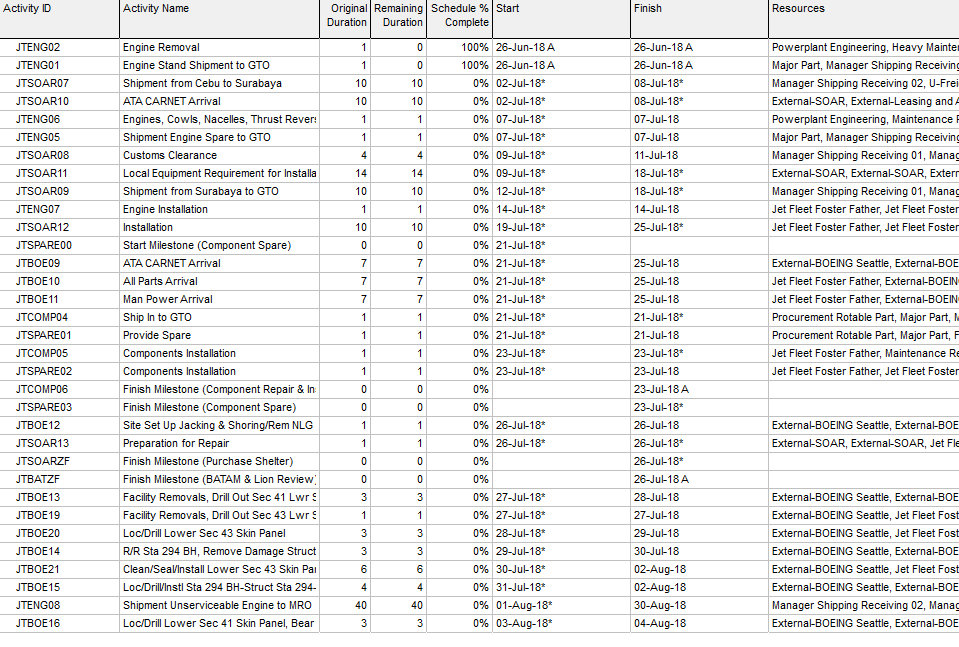 Activity ID Activity Name Original Duration Remaining Duration Schedule % Complete Start Finish Resources
JTENG02 Engine Removal 1 0 100% 26-Jun-18 A 26-Jun-18 A Powerplant Engineering, Heavy Mainte
JTENG01 Engine Stand Shipment to GTO 1 0 100% 26-Jun-18 A 26-Jun-18 A Major Part, Manager Shipping Receiving
JTSOAR07 Shipment from Cebu to Surabaya 10 10 0% 02-Jul-18* 08-Jul-18* Manager Shipping Receiving 02, U-Frei
JTSOAR10 ATA CARNET Arrival 10 10 0% 02-Jul-18* 08-Jul-18* External-SOAR, External-Leasing and A
JTENG06 Engines, Cowls, Nacelles, Thrust Revers 1 1 0% 07-Jul-18* 07-Jul-18 Powerplant Engineering, Maintenance F
JTENG05 Shipment Engine Spare to GTO 1 1 0% 07-Jul-18* 07-Jul-18 Major Part, Manager Shipping Receiving
JTSOAR08 Customs Clearance 4 4 0% 09-Jul-18* 11-Jul-18 Manager Shipping Receiving 01, Manag
JTSOAR11 Local Equipment Requirement for Installa 14 14 0% 09-Jul-18* 18-Jul-18* External-SOAR, External-SOAR, Extern
JTSOAR09 Shipment from Surabaya to GTO 10 10 0% 12-Jul-18* 18-Jul-18* Manager Shipping Receiving 01, Manag
JTENG07 Engine Installation 1 1 0% 14-Jul-18* 14-Jul-18 Jet Fleet Foster Father, Jet Fleet Foster
JTSOAR12 Installation 10 10 0% 19-Jul-18* 25-Jul-18* Jet Fleet Foster Father, Jet Fleet Foster
JTSPARE00 Start Milestone (Component Spare) 0 0 0% 21-Jul-18*
JTBOE09 ATA CARNET Arrival 7 7 0% 21-Jul-18* 25-Jul-18 External-BOEING Seattle, External-BOE
JTBOE10 All Parts Arrival 7 7 0% 21-Jul-18* 25-Jul-18 Jet Fleet Foster Father, External-BOEIN
JTBOE11 Man Power Arrival 7 7 0% 21-Jul-18* 25-Jul-18 Jet Fleet Foster Father, External-BOEIN
JTCOMP04 Ship In to GTO 1 1 0% 21-Jul-18* 21-Jul-18* Procurement Rotable Part, Major Part, M
JTSPARE01 Provide Spare 1 1 0% 21-Jul-18* 21-Jul-18 Procurement Rotable Part, Major Part, F
JTCOMP05 Components Installation 1 1 0% 23-Jul-18* 23-Jul-18* Jet Fleet Foster Father, Maintenance Re
JTSPARE02 Components Installation 1 1 0% 23-Jul-18* 23-Jul-18 Jet Fleet Foster Father, Jet Fleet Foster
JTCOMP06 Finish Milestone (Component Repair & In 0 0 0% 23-Jul-18 A
JTSPARE03 Finish Milestone (Component Spare) 0 0 0% 23-Jul-18*
JTBOE12 Site Set Up Jacking & Shoring/Rem NLG 1 1 0% 26-Jul-18* 26-Jul-18 External-BOEING Seattle, External-BOE
JTSOAR13 Preparation for Repair 1 1 0% 26-Jul-18* 26-Jul-18* External-SOAR, External-SOAR, Jet Fle
JTSOARZF Finish Milestone (Purchase Shelter) 0 0 0% 26-Jul-18*
JTBATZF Finish Milestone (BATAM & Lion Review) 0 0 0% 26-Jul-18 A
JTBOE13 Facility Removals, Drill Out Sec 41 Lwr S 3 3 0% 27-Jul-18* 28-Jul-18 External-BOEING Seattle, External-BOE
JTBOE19 Facility Removals, Drill Out Sec 43 Lwr S 1 1 0% 27-Jul-18* 27-Jul-18 External-BOEING Seattle, Jet Fleet Fost
JTBOE20 Loc/Drill Lower Sec 43 Skin Panel 3 3 0% 28-Jul-18* 29-Jul-18 External-BOEING Seattle, Jet Fleet Fost
JTBOE14 R/R Sta 294 BH, Remove Damage Struct 3 3 0% 29-Jul-18* 30-Jul-18 External-BOEING Seattle, External-BOE
JTBOE21 Clean/Seal/Install Lower Sec 43 Skin Par 6 6 0% 30-Jul-18* 02-Aug-18 External-BOEING Seattle, Jet Fleet Fost
JTBOE15 Loc/Drill/Instl Sta 294 BH-Struct Sta 294- 4 4 0% 31-Jul-18* 02-Aug-18 External-BOEING Seattle, External-BOE
JTENG08 Shipment Unserviceable Engine to MRO 40 40 0% 01-Aug-18* 30-Aug-18 Manager Shipping Receiving 02, Manag
JTBOE16 Loc/Drill Lower Sec 41 Skin Panel, Bear 3 3 0% 03-Aug-18* 04-Aug-18 External-BOEING Seattle, External-BOE